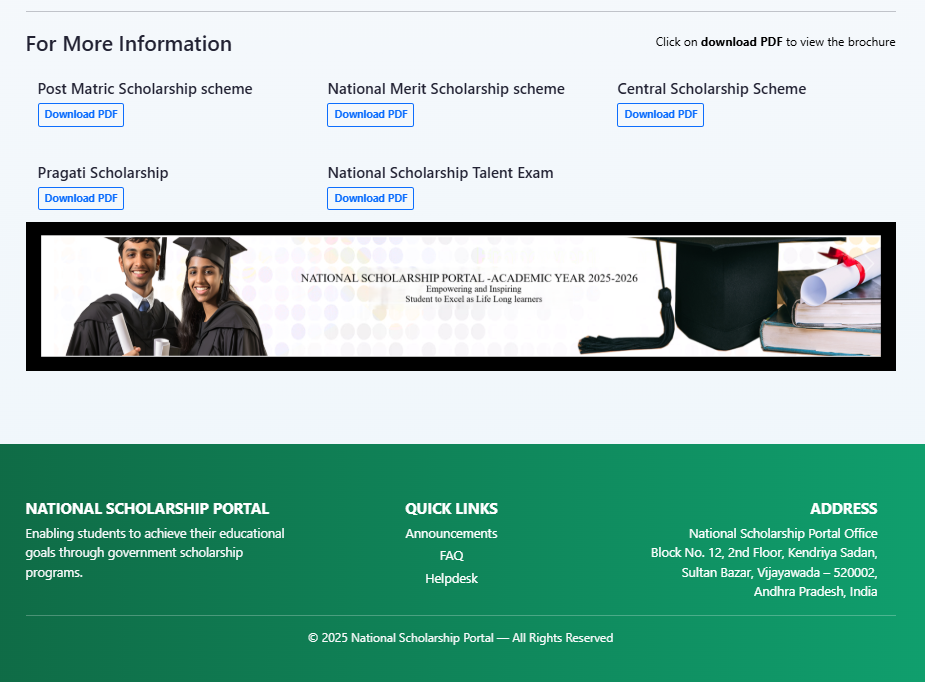 For More Information
Click on download PDF to view the brochure
Post Matric Scholarship scheme
Download PDF
National Merit Scholarship scheme
Download PDF
Central Scholarship Scheme
Download PDF
Pragati Scholarship
Download PDF
National Scholarship Talent Exam
Download PDF
NATIONAL SCHOLARSHIP PORTAL -ACADEMIC YEAR 2025-2026
Empowering and Inspiring
Student to Excel as Life Long learners
NATIONAL SCHOLARSHIP PORTAL
Enabling students to achieve their educational
goals through government scholarship
programs.
QUICK LINKS
Announcements
FAQ
Helpdesk
ADDRESS
National Scholarship Portal Office
Block No. 12, 2nd Floor, Kendriya Sadan,
Sultan Bazar, Vijayawada – 520002,
Andhra Pradesh, India
© 2025 National Scholarship Portal — All Rights Reserved